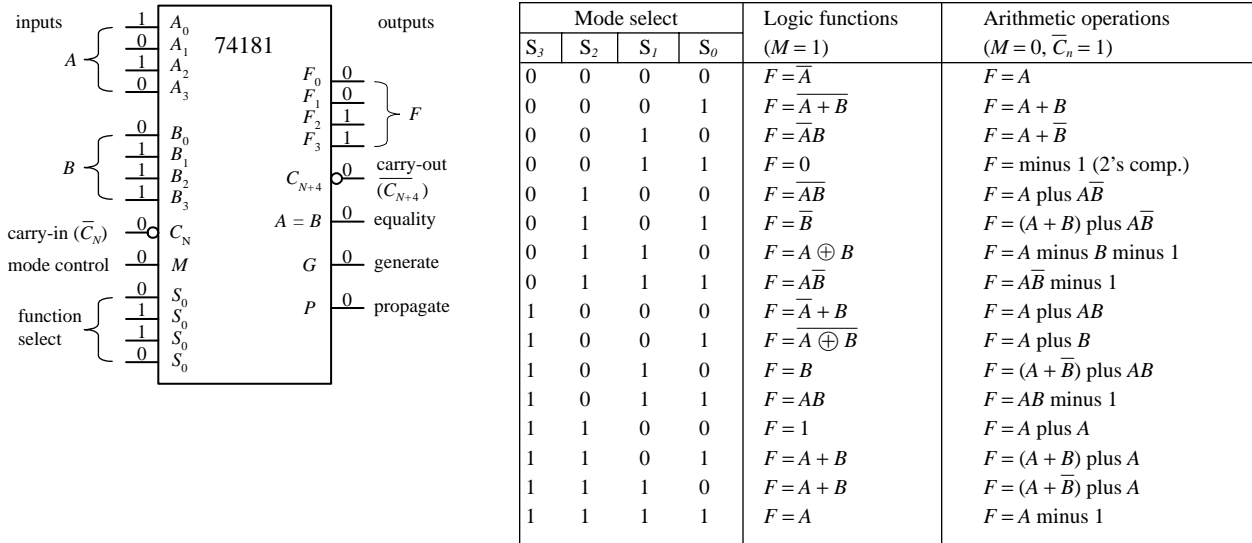 inputs
outputs
74181
A
1 A0
0 A1
1 A2
0 A3
B
0 B0
1 B1
1 B2
1 B3
carry-in (C̅N) 0 CN
mode control 0 M
function select
0 S0
1 S0
1 S0
0 S0
F0 0
F1 0
F2 1
F3 1
F
CN+4 0 carry-out
(C̅N+4)
A = B 0 equality
G 0 generate
P 0 propagate
Mode select Logic functions Arithmetic operations
S3 S2 S1 S0 (M = 1) (M = 0, C̅n = 1)
0 0 0 0 F = A̅ F = A
0 0 0 1 F = A̅ ̅+̅ ̅B̅ F = A + B
0 0 1 0 F = A̅B F = A + B̅
0 0 1 1 F = 0 F = minus 1 (2's comp.)
0 1 0 0 F = A̅B̅ F = A plus AB̅
0 1 0 1 F = B̅ F = (A + B) plus AB̅
0 1 1 0 F = A ⊕ B F = A minus B minus 1
0 1 1 1 F = AB̅ F = AB̅ minus 1
1 0 0 0 F = A̅ + B F = A plus AB
1 0 0 1 F = A̅ ̅⊕̅ ̅B̅ F = A plus B
1 0 1 0 F = B F = (A + B̅) plus AB
1 0 1 1 F = AB F = AB minus 1
1 1 0 0 F = 1 F = A plus A
1 1 0 1 F = A + B F = (A + B) plus A
1 1 1 0 F = A + B F = (A + B̅) plus A
1 1 1 1 F = A F = A minus 1